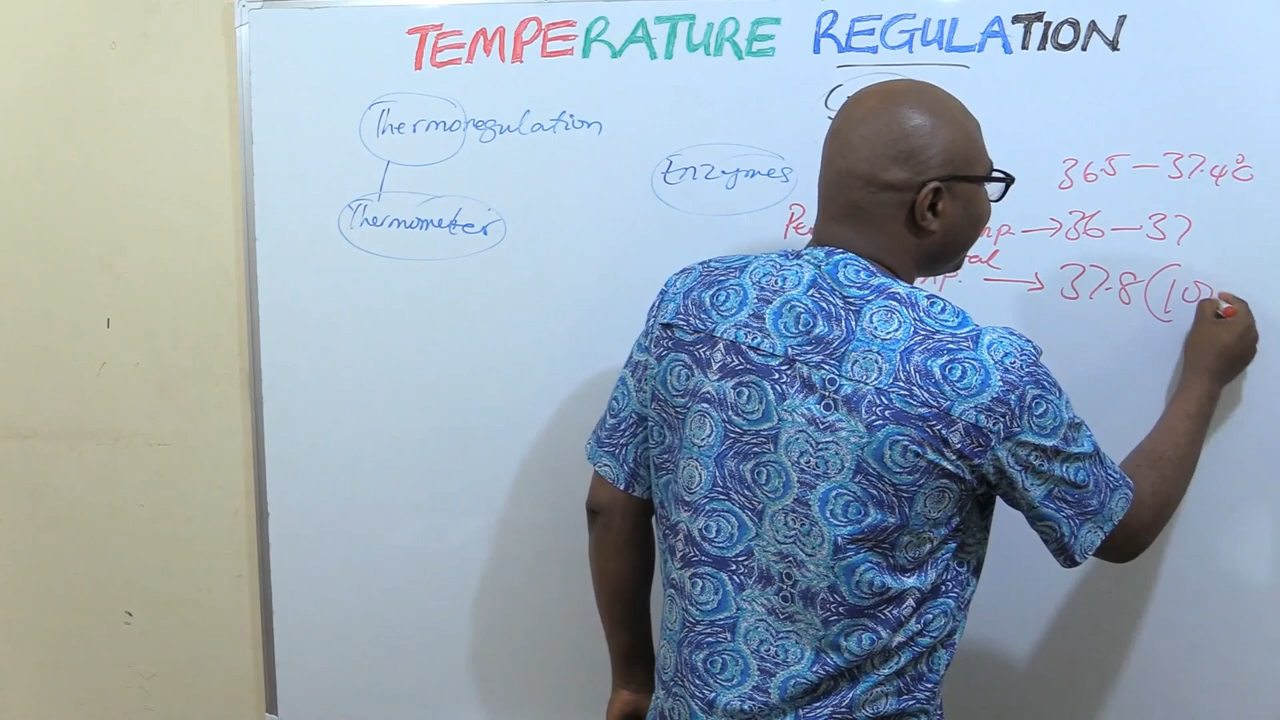 TEMPERATURE REGULATION
Thermoregulation
Thermometer
Enzymes
36.5 - 37.4°C
→ 36 - 37
→ 37.8 (10